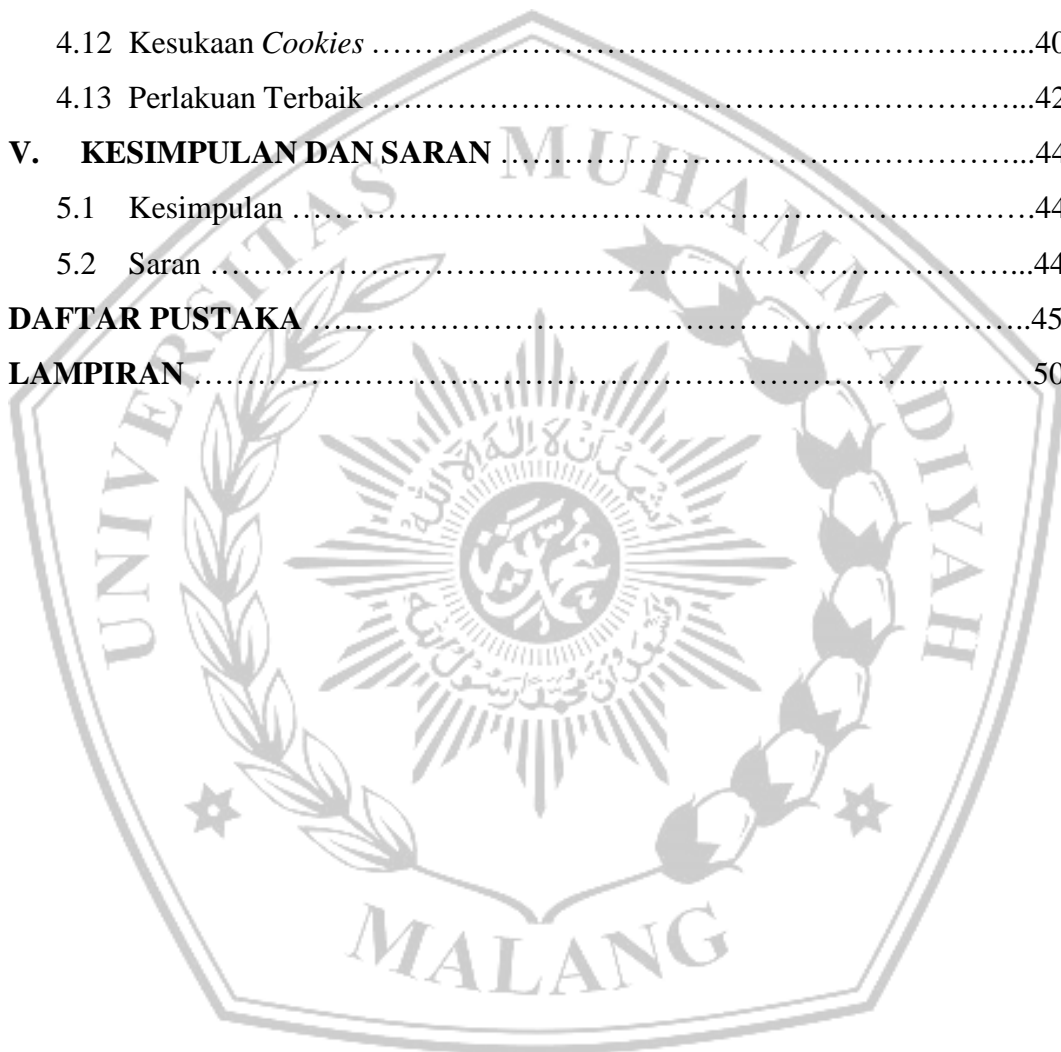 4.12 Kesukaan Cookies ……………………………………………………………...40
4.13 Perlakuan Terbaik ……………………………………………………………...42
V. KESIMPULAN DAN SARAN ……………………………………………...44
5.1 Kesimpulan ……………………………………………………………………….44
5.2 Saran ……………………………………………………………………………...44
DAFTAR PUSTAKA ………………………………………………………………..45
LAMPIRAN ………………………………………………………………………….50
UNIVERSITAS MUHAMMADIYAH
MALANG